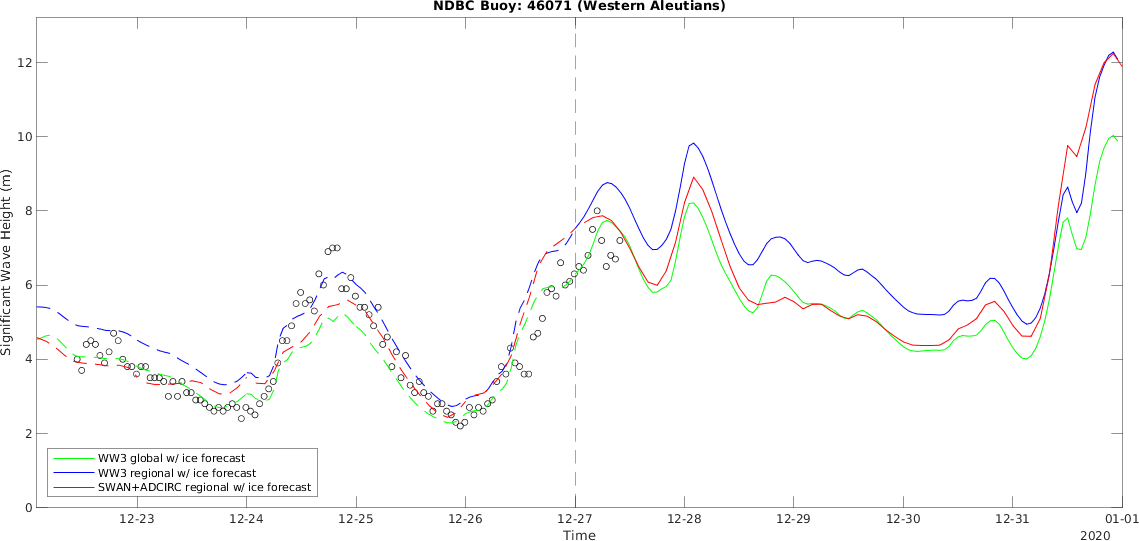 NDBC Buoy: 46071 (Western Aleutians)
12
10
8
6
4
2
0
Significant Wave Height (m)
WW3 global w/ ice forecast
WW3 regional w/ ice forecast
SWAN+ADCIRC regional w/ ice forecast
12-23 12-24 12-25 12-26 12-27 12-28 12-29 12-30 12-31 01-01
Time
2020